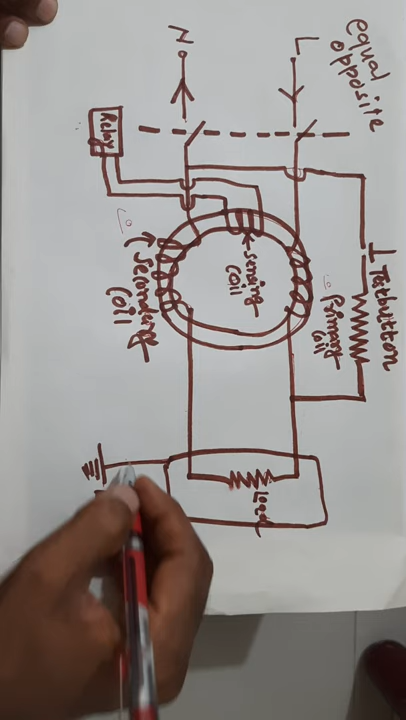 equal
opposite
L
N
Relay
Testbutton
Primary
coil
sensing
coil
Secondary
Coil
Load